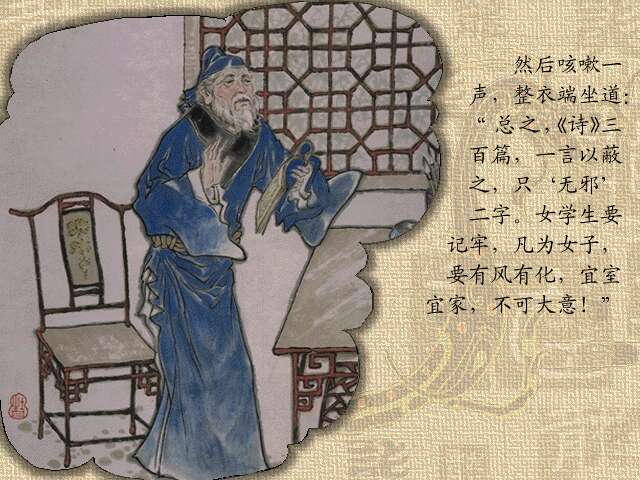 然后咳嗽一
声，整衣端坐道：
“总之，《诗》三
百篇，一言以蔽
之，只‘无邪’
二字。女学生要
记牢，凡为女子，
要有风有化，宜室
宜家，不可大意！”